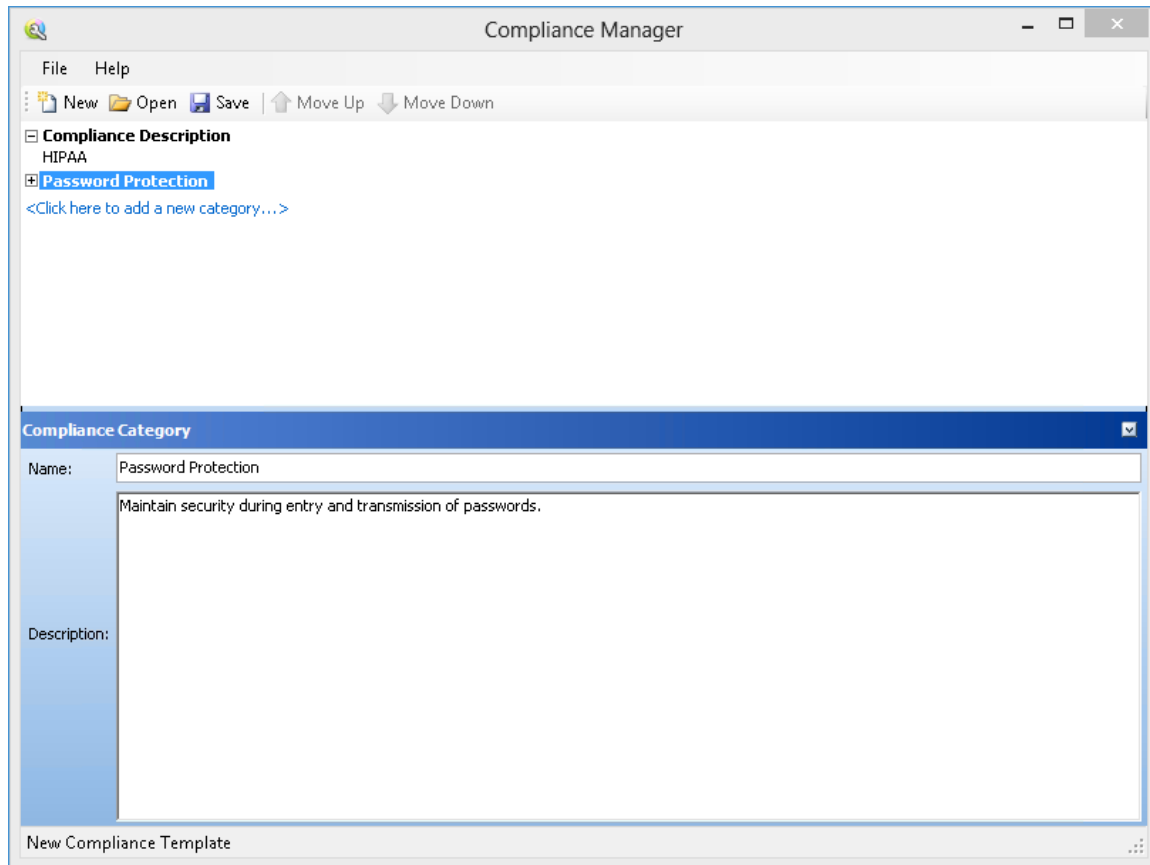 Compliance Manager
File Help
New Open Save Move Up Move Down
Compliance Description
HIPAA
Password Protection
<Click here to add a new category...>
Compliance Category
Name: Password Protection
Maintain security during entry and transmission of passwords.
Description:
New Compliance Template